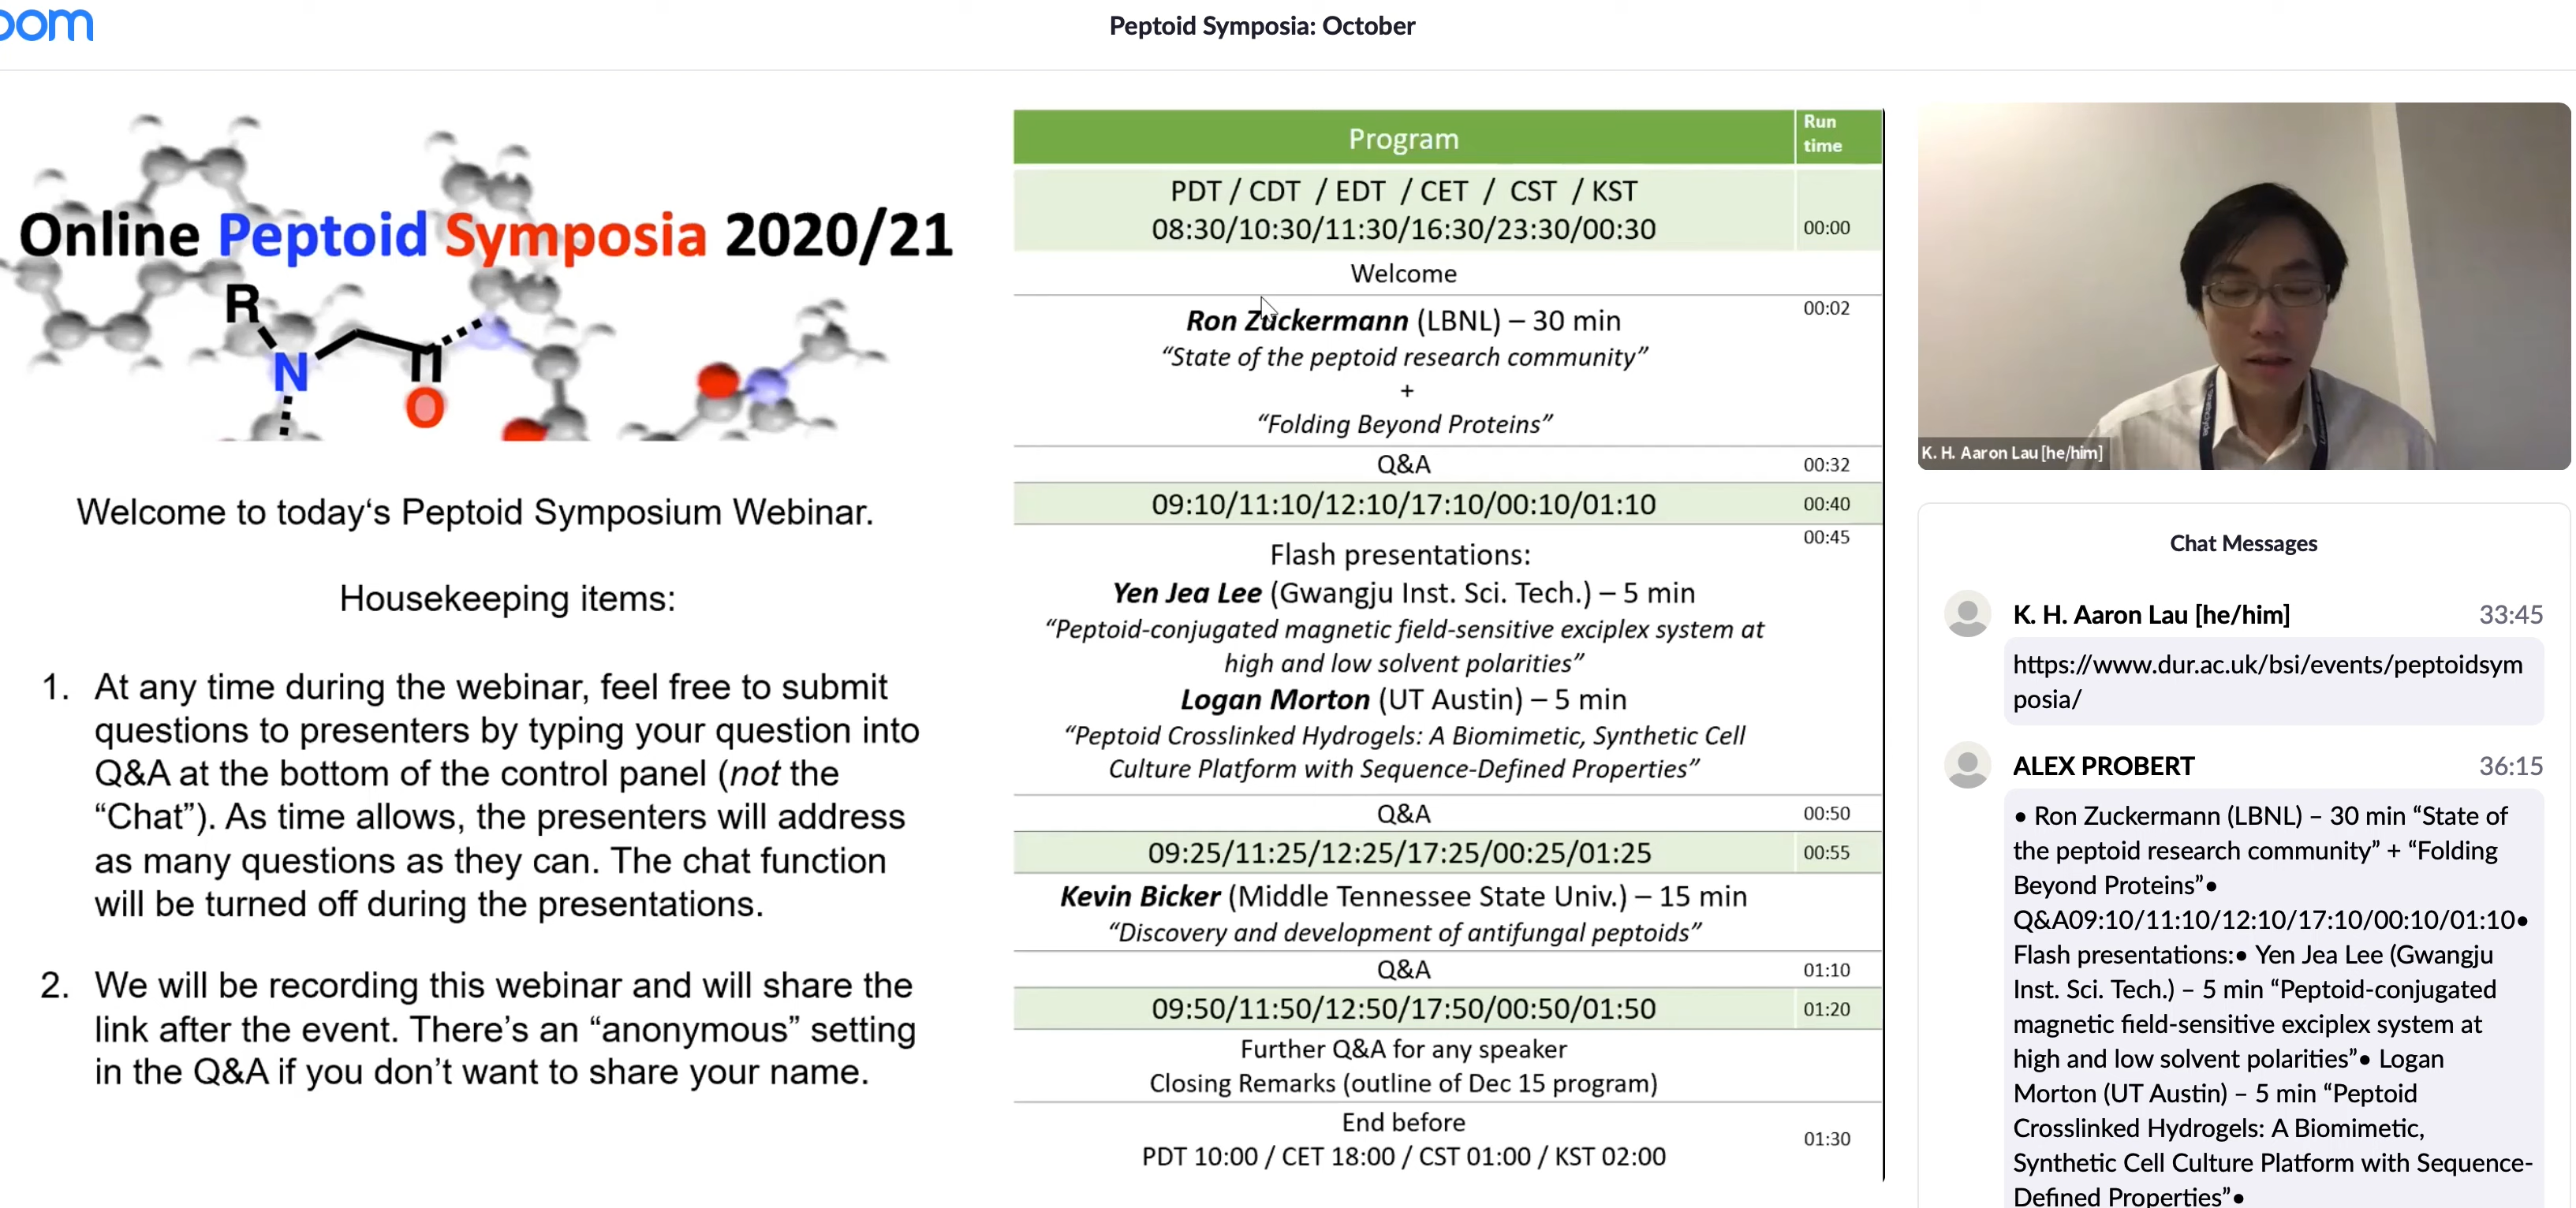 oom
Peptoid Symposia: October
Online Peptoid Symposia 2020/21
R
N
O
Welcome to today‘s Peptoid Symposium Webinar.
Housekeeping items:
1. At any time during the webinar, feel free to submit
questions to presenters by typing your question into
Q&A at the bottom of the control panel (not the
“Chat”). As time allows, the presenters will address
as many questions as they can. The chat function
will be turned off during the presentations.
2. We will be recording this webinar and will share the
link after the event. There’s an “anonymous” setting
in the Q&A if you don’t want to share your name.
Program
Run
time
PDT / CDT / EDT / CET / CST / KST
08:30/10:30/11:30/16:30/23:30/00:30
00:00
Welcome
Ron Zuckermann (LBNL) – 30 min
00:02
“State of the peptoid research community”
+
“Folding Beyond Proteins”
Q&A
00:32
09:10/11:10/12:10/17:10/00:10/01:10
00:40
00:45
Flash presentations:
Yen Jea Lee (Gwangju Inst. Sci. Tech.) – 5 min
“Peptoid-conjugated magnetic field-sensitive exciplex system at
high and low solvent polarities”
Logan Morton (UT Austin) – 5 min
“Peptoid Crosslinked Hydrogels: A Biomimetic, Synthetic Cell
Culture Platform with Sequence-Defined Properties”
Q&A
00:50
09:25/11:25/12:25/17:25/00:25/01:25
00:55
Kevin Bicker (Middle Tennessee State Univ.) – 15 min
“Discovery and development of antifungal peptoids”
Q&A
01:10
09:50/11:50/12:50/17:50/00:50/01:50
01:20
Further Q&A for any speaker
Closing Remarks (outline of Dec 15 program)
End before
PDT 10:00 / CET 18:00 / CST 01:00 / KST 02:00
01:30
K. H. Aaron Lau [he/him]
Chat Messages
K. H. Aaron Lau [he/him]
33:45
https://www.dur.ac.uk/bsi/events/peptoidsym
posia/
ALEX PROBERT
36:15
• Ron Zuckermann (LBNL) – 30 min “State of
the peptoid research community” + “Folding
Beyond Proteins”•
Q&A09:10/11:10/12:10/17:10/00:10/01:10•
Flash presentations:• Yen Jea Lee (Gwangju
Inst. Sci. Tech.) – 5 min “Peptoid-conjugated
magnetic field-sensitive exciplex system at
high and low solvent polarities”• Logan
Morton (UT Austin) – 5 min “Peptoid
Crosslinked Hydrogels: A Biomimetic,
Synthetic Cell Culture Platform with Sequence-
Defined Properties”•